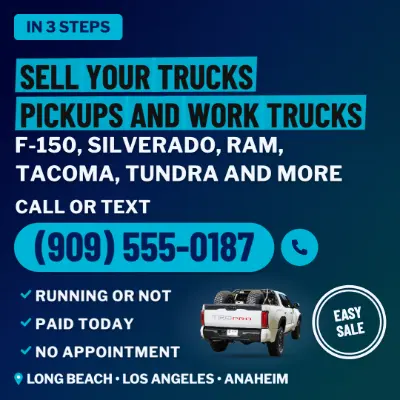 IN 3 STEPS
SELL YOUR TRUCKS
PICKUPS AND WORK TRUCKS
F-150, SILVERADO, RAM,
TACOMA, TUNDRA AND MORE
CALL OR TEXT
(909) 555-0187
RUNNING OR NOT
PAID TODAY
NO APPOINTMENT
EASY
SALE
LONG BEACH • LOS ANGELES • ANAHEIM